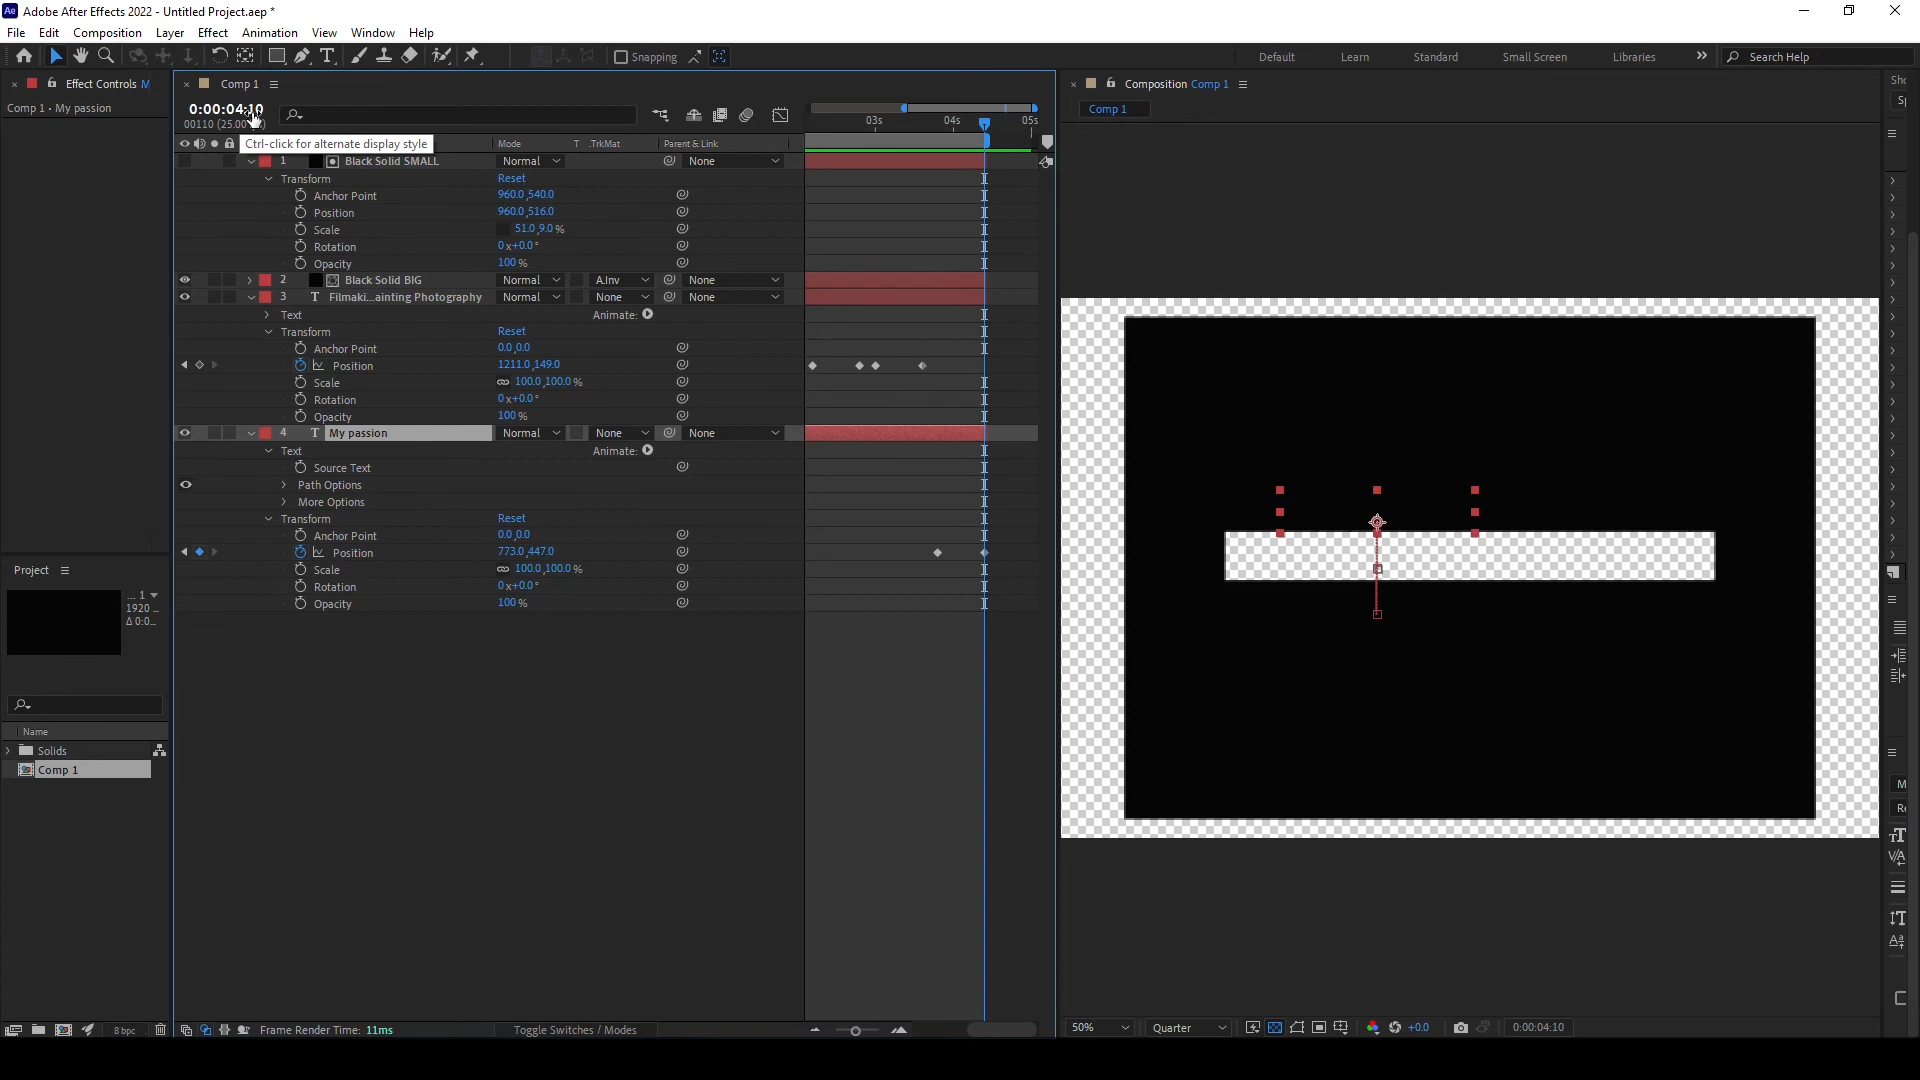 Adobe After Effects 2022 - Untitled Project.aep *
File Edit Composition Layer Effect Animation View Window Help
Snapping
Default Learn Standard Small Screen Libraries Search Help
Effect Controls M
Comp 1 • My passion
Comp 1
0:00:04:10
00110 (25.00
Ctrl-click for alternate display style
03s 04s 05s
Mode T .TrkMat Parent & Link
1 Black Solid SMALL Normal None
Transform Reset
Anchor Point 960.0,540.0
Position 960.0,516.0
Scale 51.0,9.0 %
Rotation 0 x+0.0 °
Opacity 100 %
2 Black Solid BIG Normal A.Inv None
3 T Filmaki...ainting Photography Normal None None
Text Animate:
Transform Reset
Anchor Point 0.0,0.0
Position 1211.0,149.0
Scale 100.0,100.0 %
Rotation 0 x+0.0 °
Opacity 100 %
4 T My passion Normal None None
Text Animate:
Source Text
Path Options
More Options
Transform Reset
Anchor Point 0.0,0.0
Position 773.0,447.0
Scale 100.0,100.0 %
Rotation 0 x+0.0 °
Opacity 100 %
Project
... 1
1920 ...
Δ 0:0...
Name
Solids
Comp 1
8 bpc
Frame Render Time: 11ms
Toggle Switches / Modes
Composition Comp 1
Comp 1
50% Quarter +0.0 0:00:04:10